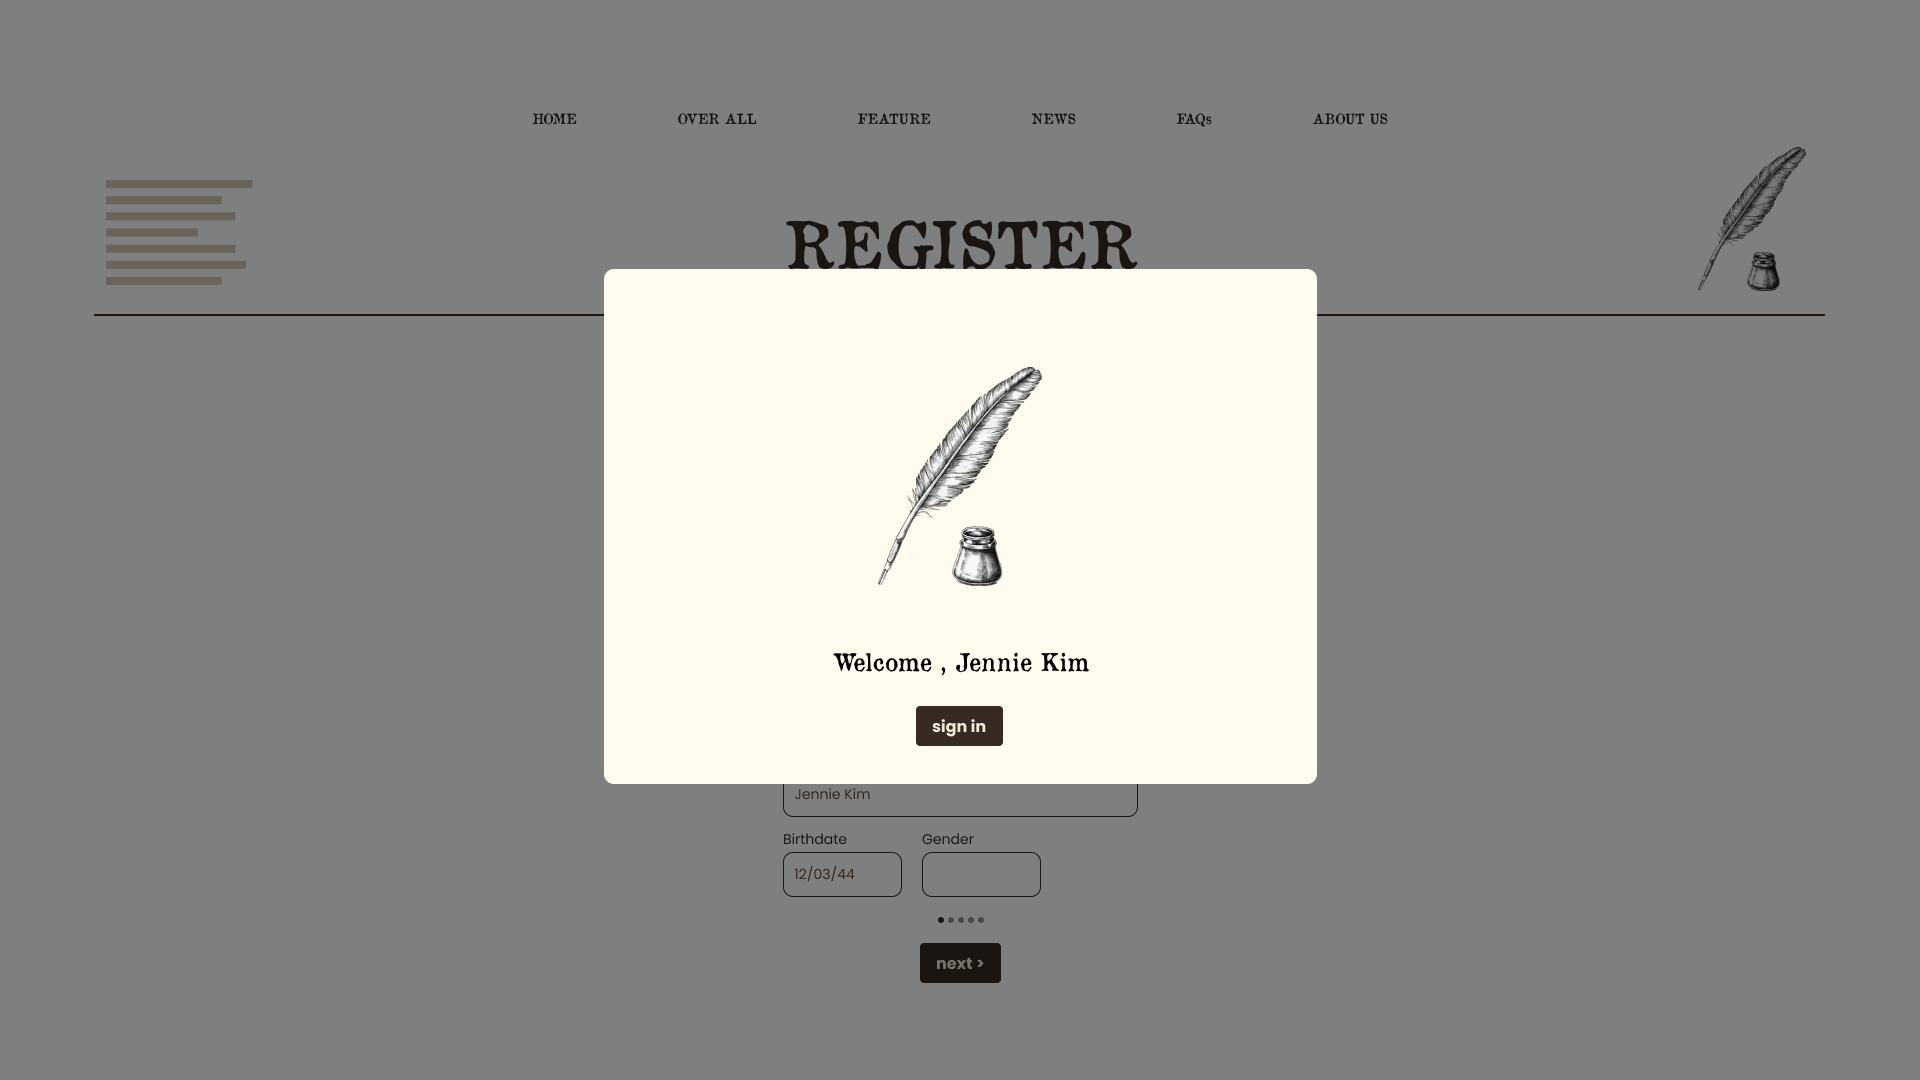 HOME OVER ALL FEATURE NEWS FAQs ABOUT US
REGISTER
Welcome , Jennie Kim
sign in
Jennie Kim
Birthdate Gender
12/03/44
next >